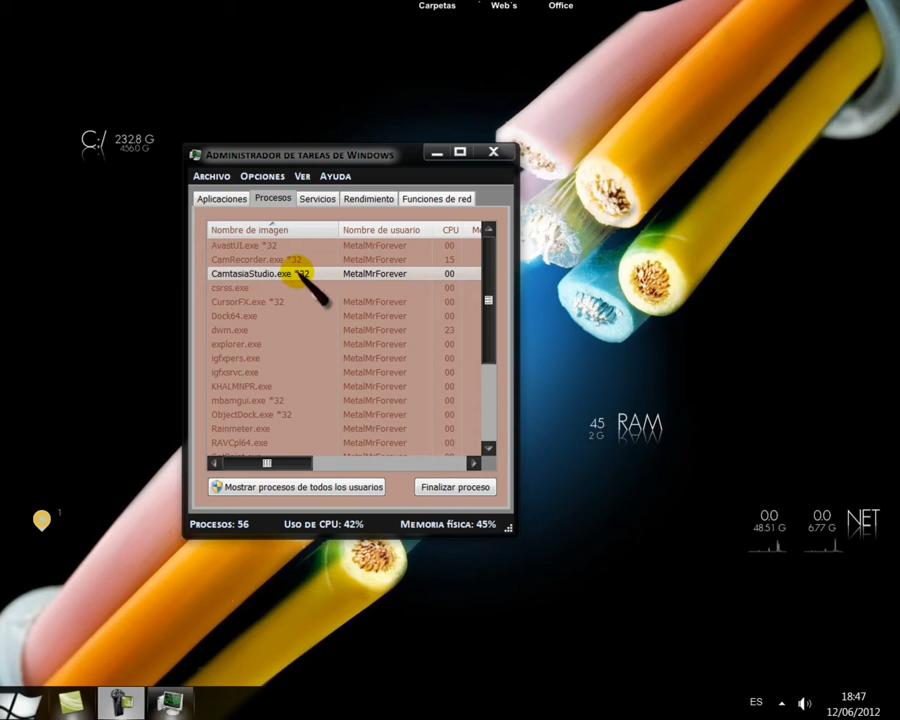 Carpetas Web´s Office
C:/ 232.8 G
456.0 G
Administrador de tareas de Windows
Archivo Opciones Ver Ayuda
Aplicaciones Procesos Servicios Rendimiento Funciones de red
Nombre de imagen Nombre de usuario CPU
AvastUI.exe *32 MetalMrForever 00
CamRecorder.exe *32 MetalMrForever 15
CamtasiaStudio.exe *32 MetalMrForever 00
csrss.exe 00
CursorFX.exe *32 MetalMrForever 00
Dock64.exe MetalMrForever 00
dwm.exe MetalMrForever 23
explorer.exe MetalMrForever 00
igfxpers.exe MetalMrForever 00
igfxsrvc.exe MetalMrForever 00
KHALMNPR.exe MetalMrForever 00
mbamgui.exe *32 MetalMrForever 00
ObjectDock.exe *32 MetalMrForever 00
Rainmeter.exe MetalMrForever 00
RAVCpl64.exe MetalMrForever 00
Mostrar procesos de todos los usuarios Finalizar proceso
Procesos: 56 Uso de CPU: 42% Memoria física: 45%
45 RAM
2 G
1
0.0 0.0 NET
48.51 G 6.77 G
ES 18:47
12/06/2012